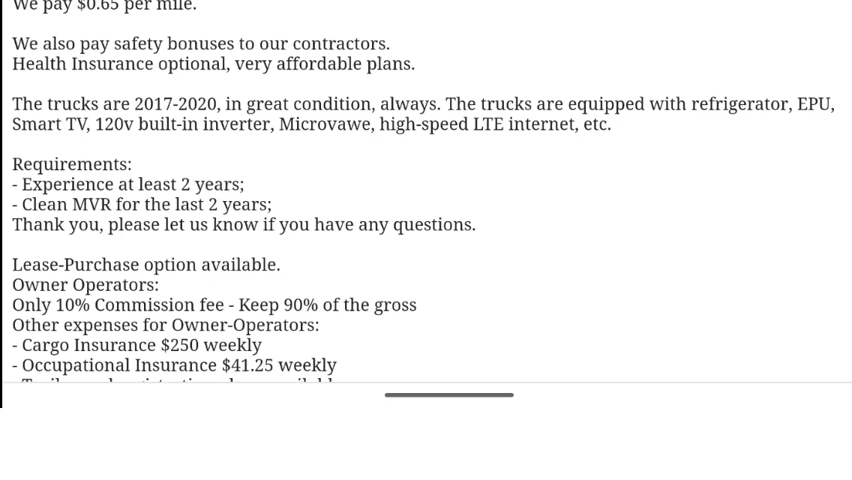 We pay $0.65 per mile.
We also pay safety bonuses to our contractors.
Health Insurance optional, very affordable plans.
The trucks are 2017-2020, in great condition, always. The trucks are equipped with refrigerator, EPU,
Smart TV, 120v built-in inverter, Microvawe, high-speed LTE internet, etc.
Requirements:
- Experience at least 2 years;
- Clean MVR for the last 2 years;
Thank you, please let us know if you have any questions.
Lease-Purchase option available.
Owner Operators:
Only 10% Commission fee - Keep 90% of the gross
Other expenses for Owner-Operators:
- Cargo Insurance $250 weekly
- Occupational Insurance $41.25 weekly